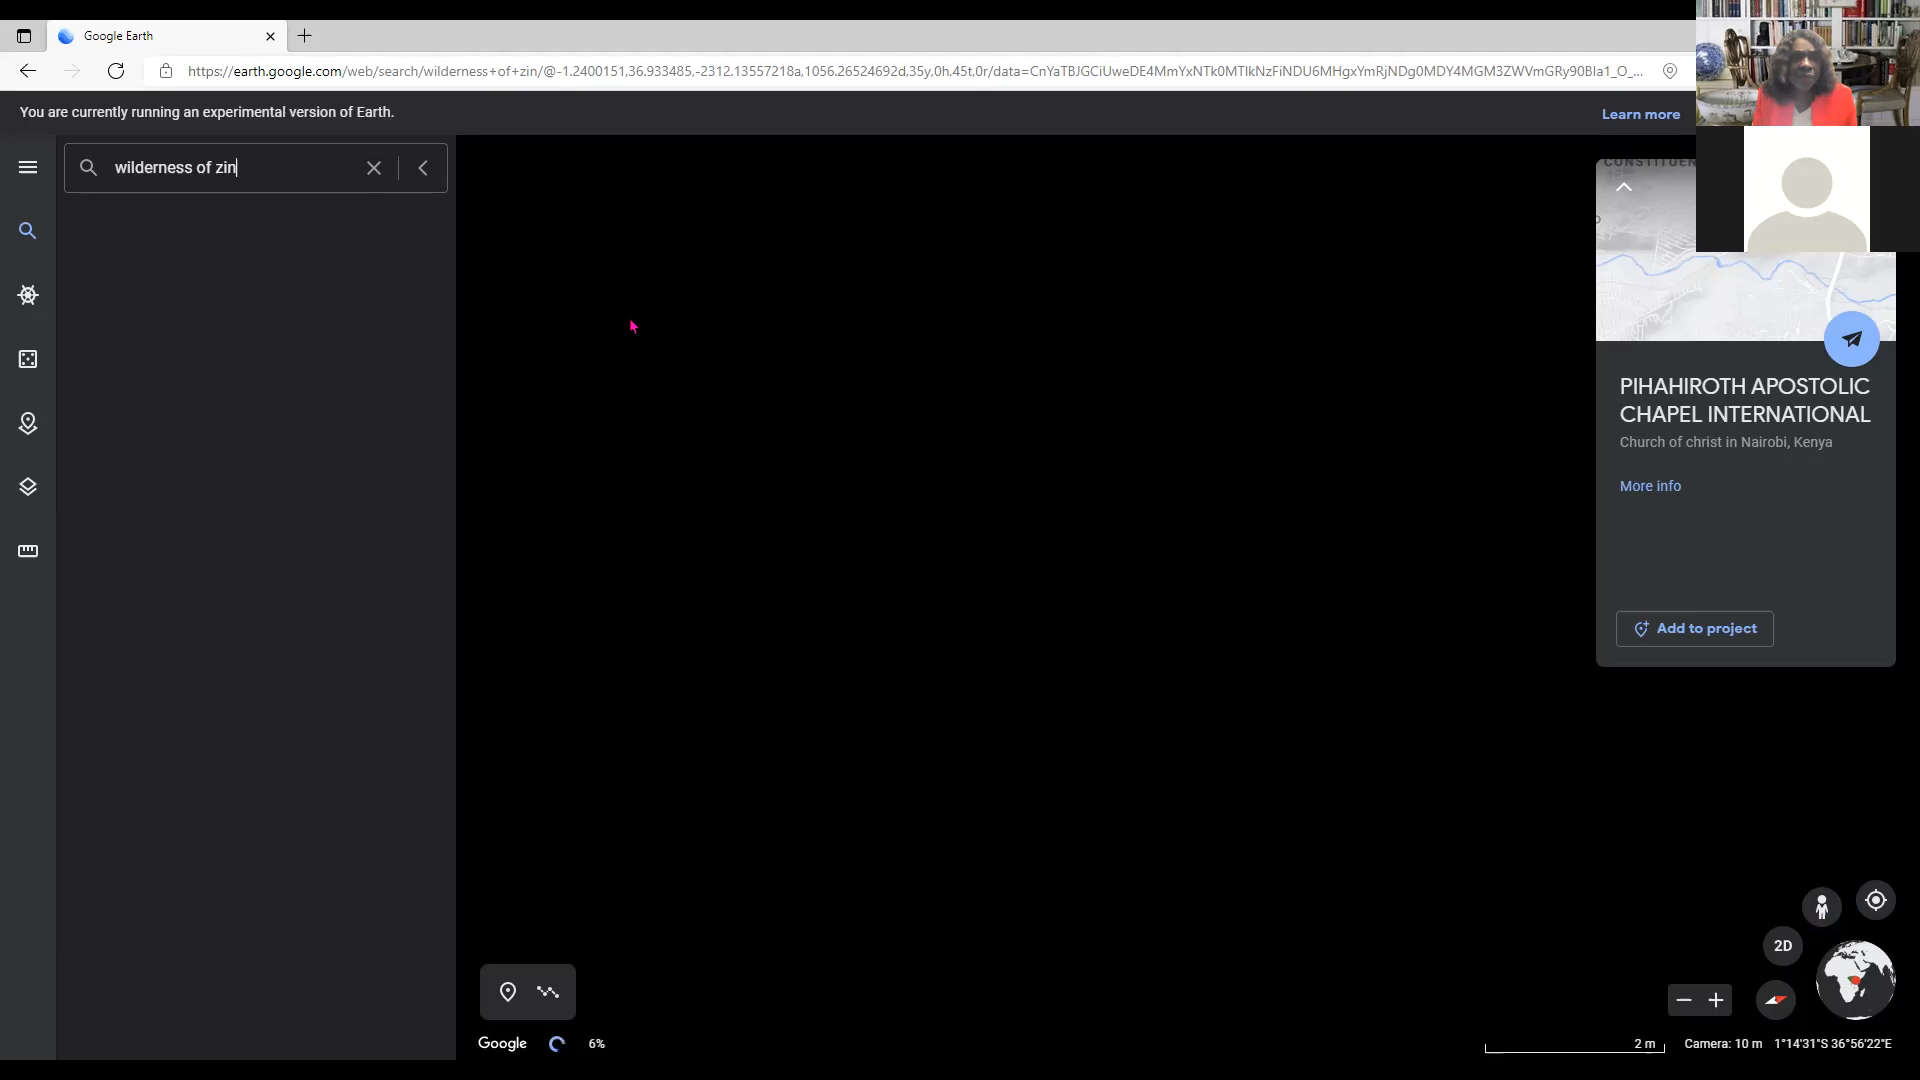 Google Earth
https://earth.google.com/web/search/wilderness+of+zin/@-1.2400151,36.933485,-2312.13557218a,1056.26524692d,35y,0h,45t,0r/data=
You are currently running an experimental version of Earth.
Learn more
wilderness of zin
CONSTITUEN
PIHAHIROTH APOSTOLIC
CHAPEL INTERNATIONAL
Church of christ in Nairobi, Kenya
More info
Add to project
2D
Google 6%
2 m Camera: 10 m 1°14'31"S 36°56'22"E